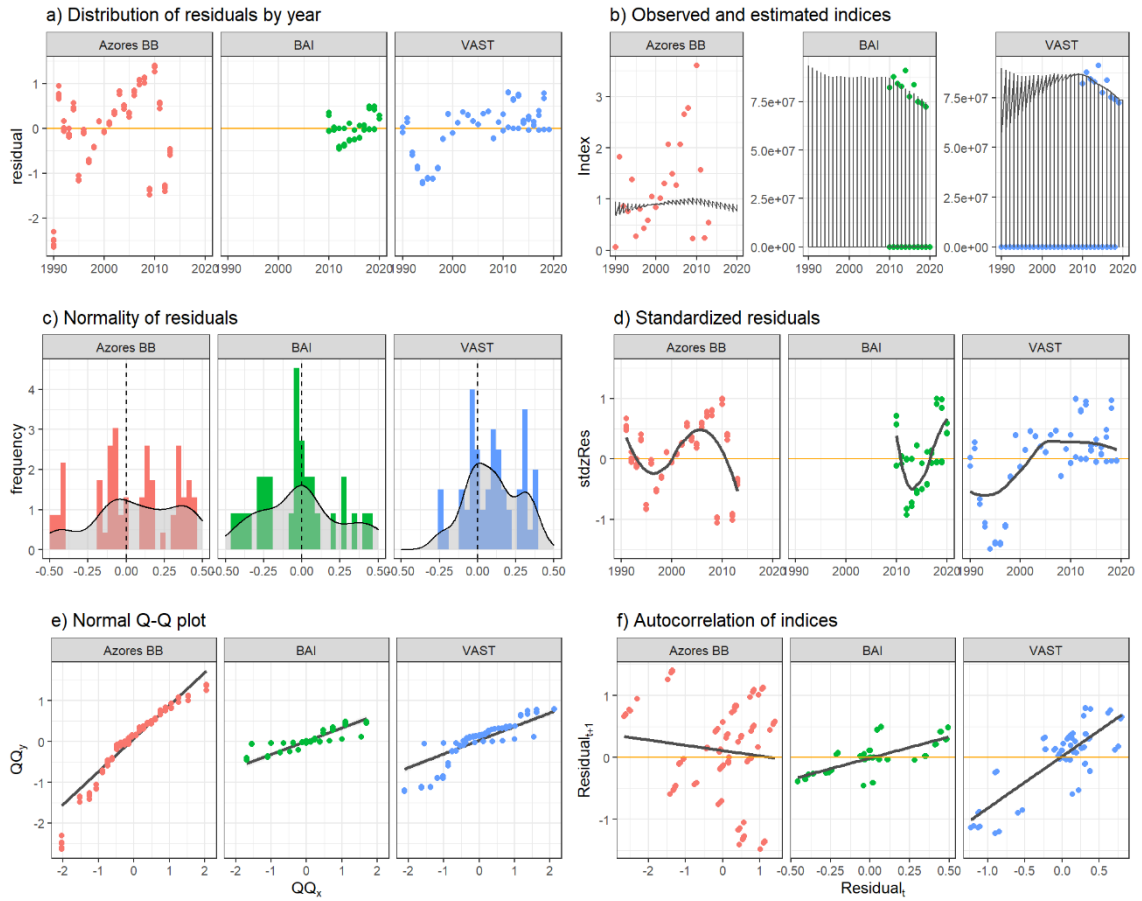 a) Distribution of residuals by year
Azores BB
BAI
VAST
residual
1
0
-1
-2
1990 2000 2010 2020 1990 2000 2010 2020 1990 2000 2010 2020
b) Observed and estimated indices
Azores BB
BAI
VAST
Index
3
2
1
0
7.5e+07
5.0e+07
2.5e+07
0.0e+00
7.5e+07
5.0e+07
2.5e+07
0.0e+00
1990 2000 2010 2020
1990 2000 2010 2020
1990 2000 2010 2020
c) Normality of residuals
Azores BB
BAI
VAST
frequency
4
3
2
1
0
-0.50 -0.25 0.00 0.25 0.50 -0.25 0.00 0.25 0.50 -0.25 0.00 0.25 0.50
d) Standardized residuals
Azores BB
BAI
VAST
stdzRes
1
0
-1
1990 2000 2010 2020 1990 2000 2010 2020 1990 2000 2010 2020
e) Normal Q-Q plot
Azores BB
BAI
VAST
QQy
1
0
-1
-2
-2 -1 0 1 2
-2 -1 0 1 2
-2 -1 0 1 2
QQx
f) Autocorrelation of indices
Azores BB
BAI
VAST
Residualt+1
1
0
-1
-2 -1 0 1
-0.50 -0.25 0.00 0.25 0.50
-1.0 -0.5 0.0 0.5
Residualt